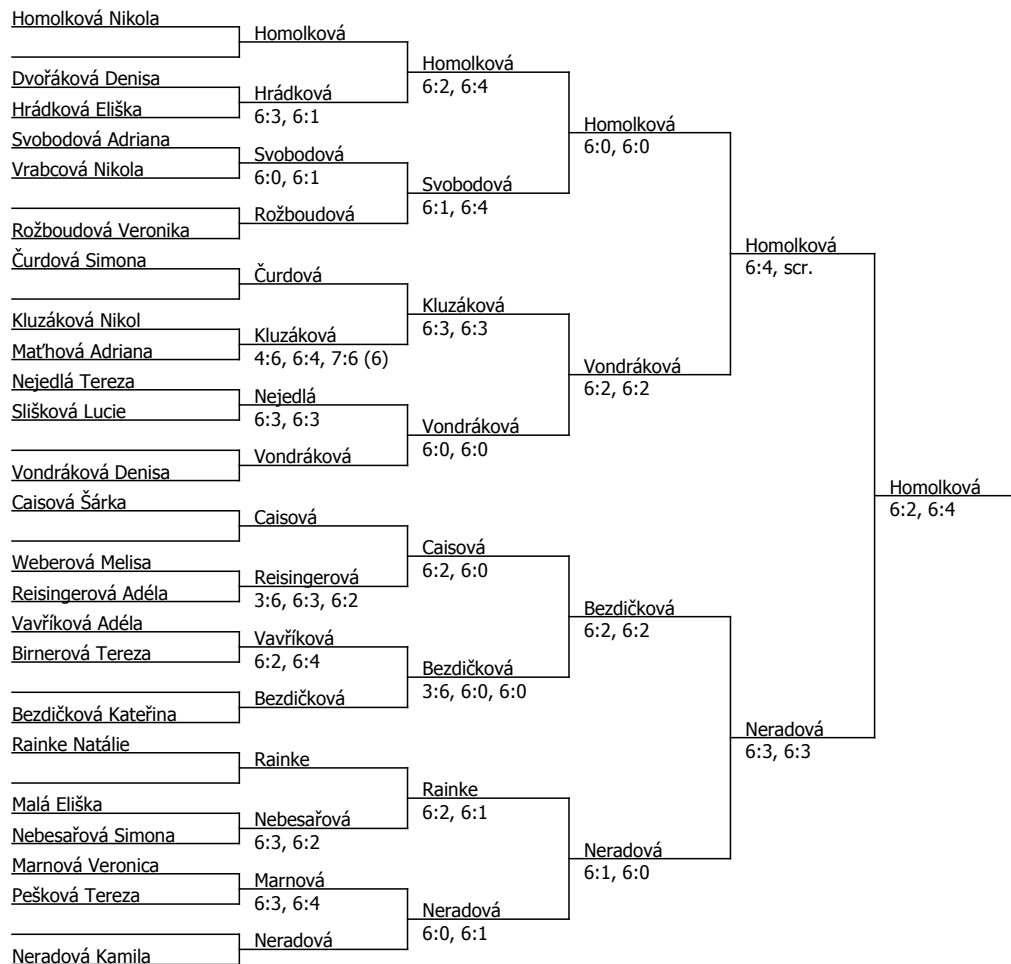 Homolková Nikola
Dvořáková Denisa
Hrádková Eliška
Svobodová Adriana
Vrabcová Nikola
Rožboudová Veronika
Čurdová Simona
Kluzáková Nikol
Maťhová Adriana
Nejedlá Tereza
Slišková Lucie
Vondráková Denisa
Caisová Šárka
Weberová Melisa
Reisingerová Adéla
Vavříková Adéla
Birnerová Tereza
Bezdičková Kateřina
Rainke Natálie
Malá Eliška
Nebesařová Simona
Marnová Veronica
Pešková Tereza
Neradová Kamila
Homolková
Hrádková
6:3, 6:1
Svobodová
6:0, 6:1
Rožboudová
Čurdová
Kluzáková
4:6, 6:4, 7:6 (6)
Nejedlá
6:3, 6:3
Vondráková
Caisová
Reisingerová
3:6, 6:3, 6:2
Vavříková
6:2, 6:4
Bezdičková
Rainke
Nebesařová
6:3, 6:2
Marnová
6:3, 6:4
Neradová
Homolková
6:2, 6:4
Svobodová
6:1, 6:4
Kluzáková
6:3, 6:3
Vondráková
6:0, 6:0
Caisová
6:2, 6:0
Bezdičková
3:6, 6:0, 6:0
Rainke
6:2, 6:1
Neradová
6:0, 6:1
Homolková
6:0, 6:0
Vondráková
6:2, 6:2
Bezdičková
6:2, 6:2
Neradová
6:1, 6:0
Homolková
6:4, scr.
Neradová
6:3, 6:3
Homolková
6:2, 6:4